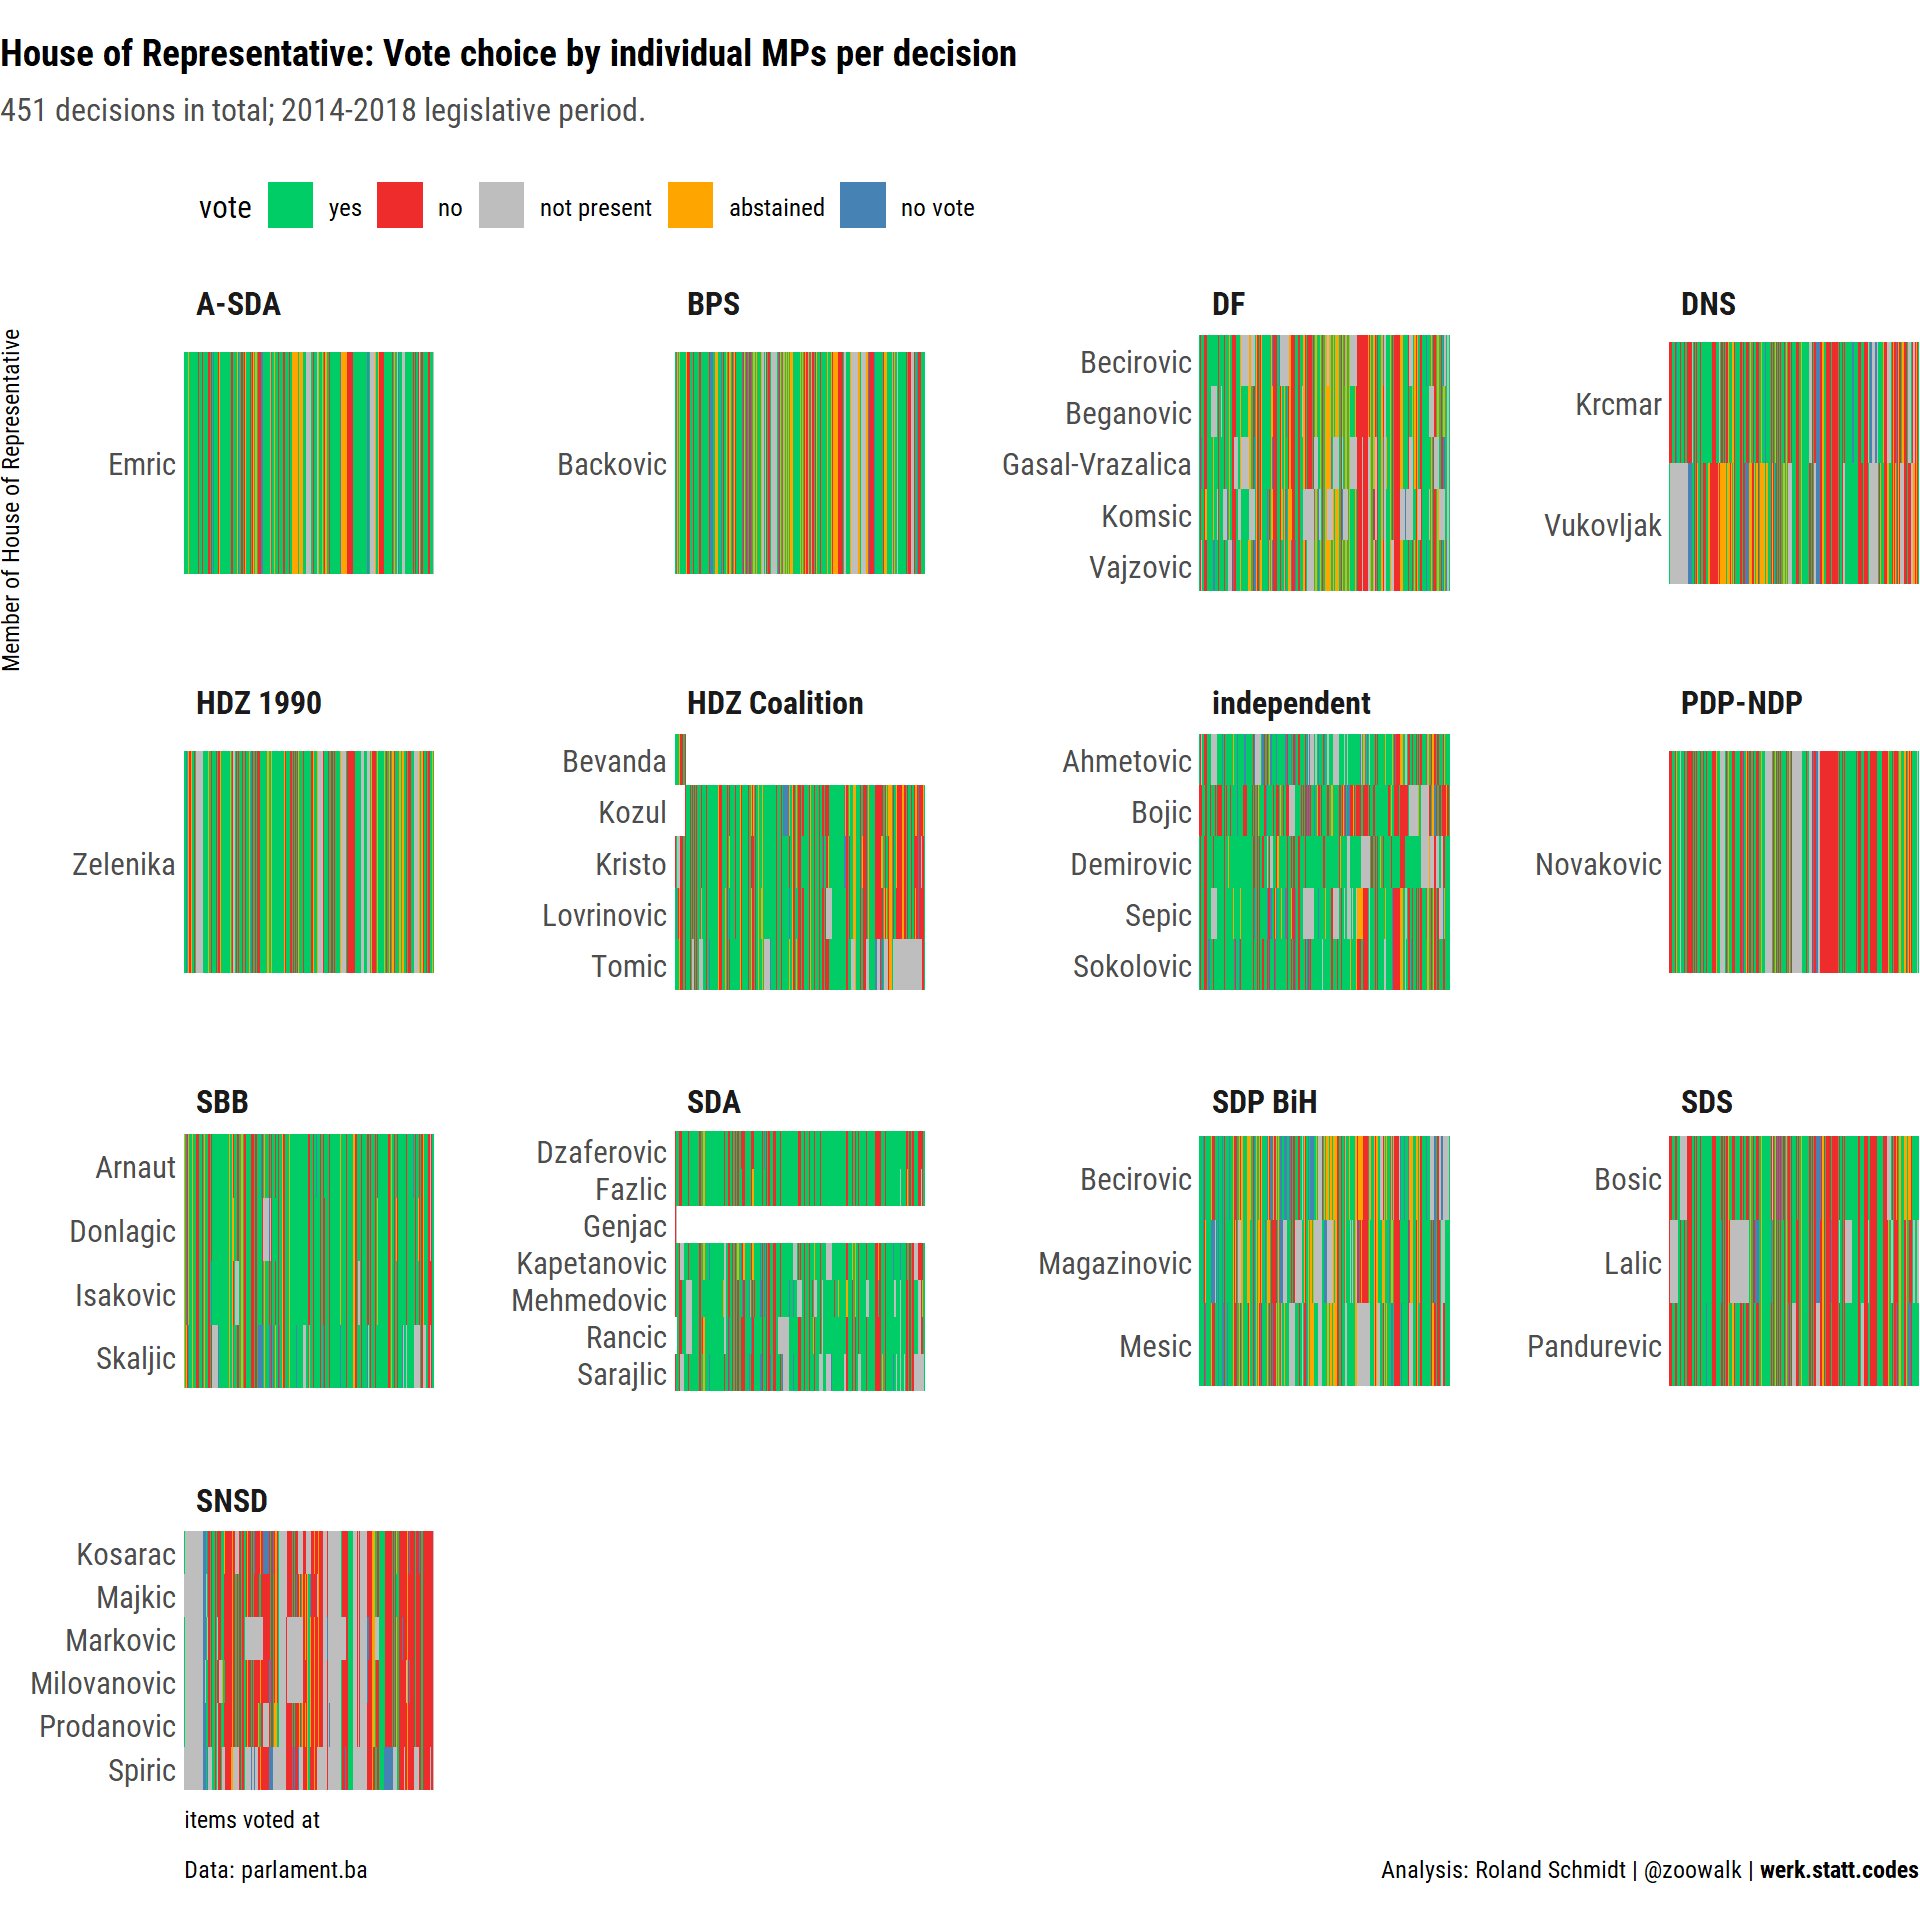 House of Representative: Vote choice by individual MPs per decision
451 decisions in total; 2014-2018 legislative period.
vote yes no not present abstained no vote
Member of House of Representative
A-SDA
Emric
BPS
Backovic
DF
Becirovic
Beganovic
Gasal-Vrazalica
Komsic
Vajzovic
DNS
Krcmar
Vukovljak
HDZ 1990
Zelenika
HDZ Coalition
Bevanda
Kozul
Kristo
Lovrinovic
Tomic
independent
Ahmetovic
Bojic
Demirovic
Sepic
Sokolovic
PDP-NDP
Novakovic
SBB
Arnaut
Donlagic
Isakovic
Skaljic
SDA
Dzaferovic
Fazlic
Genjac
Kapetanovic
Mehmedovic
Rancic
Sarajlic
SDP BiH
Becirovic
Magazinovic
Mesic
SDS
Bosic
Lalic
Pandurevic
SNSD
Kosarac
Majkic
Markovic
Milovanovic
Prodanovic
Spiric
items voted at
Data: parlament.ba
Analysis: Roland Schmidt | @zoowalk | werk.statt.codes